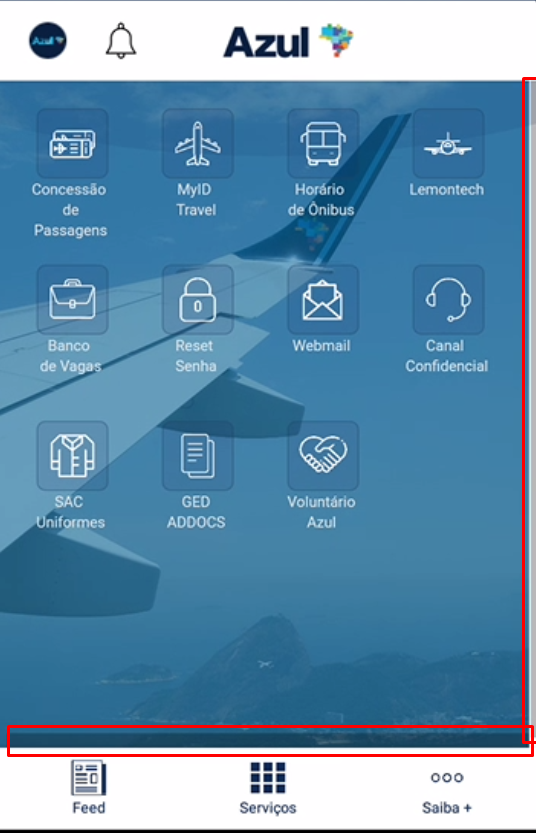 Azul
Azul
Concessão
de
Passagens
MyID
Travel
Horário
de Ônibus
Lemontech
Banco
de Vagas
Reset
Senha
Webmail
Canal
Confidencial
SAC
Uniformes
GED
ADDOCS
Voluntário
Azul
Feed
Serviços
Saiba +